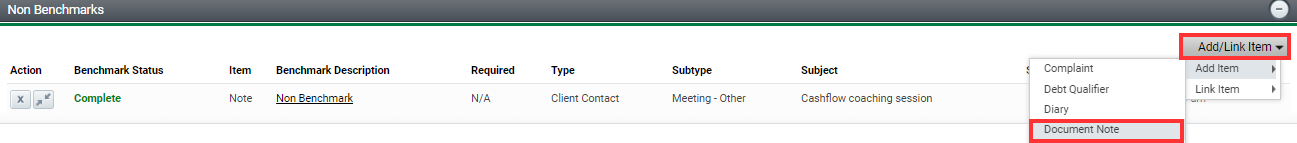 Non Benchmarks
Add/Link Item
Action Benchmark Status Item Benchmark Description Required Type Subtype Subject S
x Complete Note Non Benchmark N/A Client Contact Meeting - Other Cashflow coaching session am
Complaint
Debt Qualifier
Diary
Document Note
Add Item
Link Item